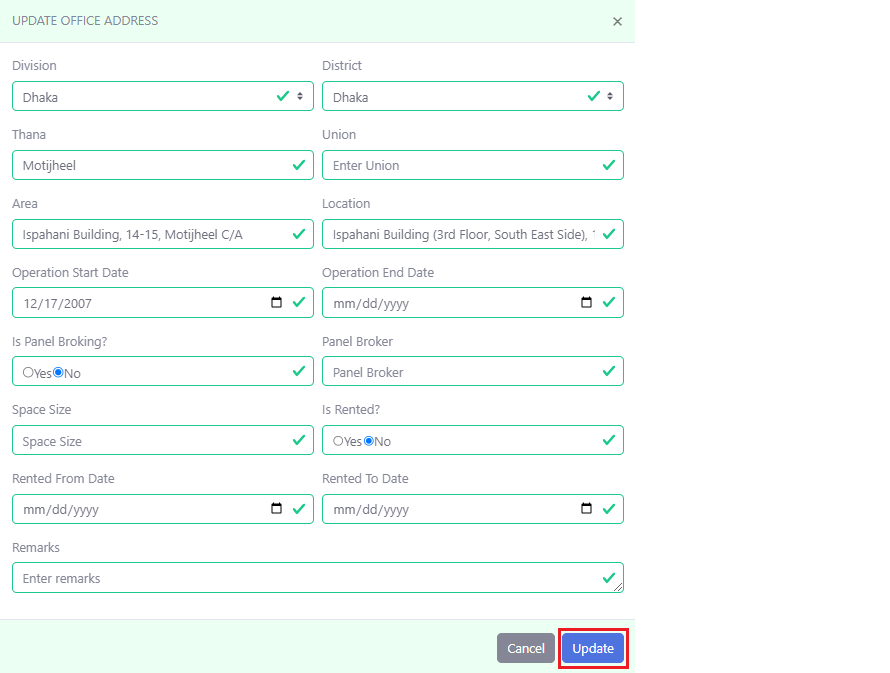 UPDATE OFFICE ADDRESS ×
Division District
Dhaka Dhaka
Thana Union
Motijheel Enter Union
Area Location
Ispahani Building, 14-15, Motijheel C/A Ispahani Building (3rd Floor, South East Side),
Operation Start Date Operation End Date
12/17/2007 mm/dd/yyyy
Is Panel Broking? Panel Broker
Yes No Panel Broker
Space Size Is Rented?
Space Size Yes No
Rented From Date Rented To Date
mm/dd/yyyy mm/dd/yyyy
Remarks
Enter remarks
Cancel Update